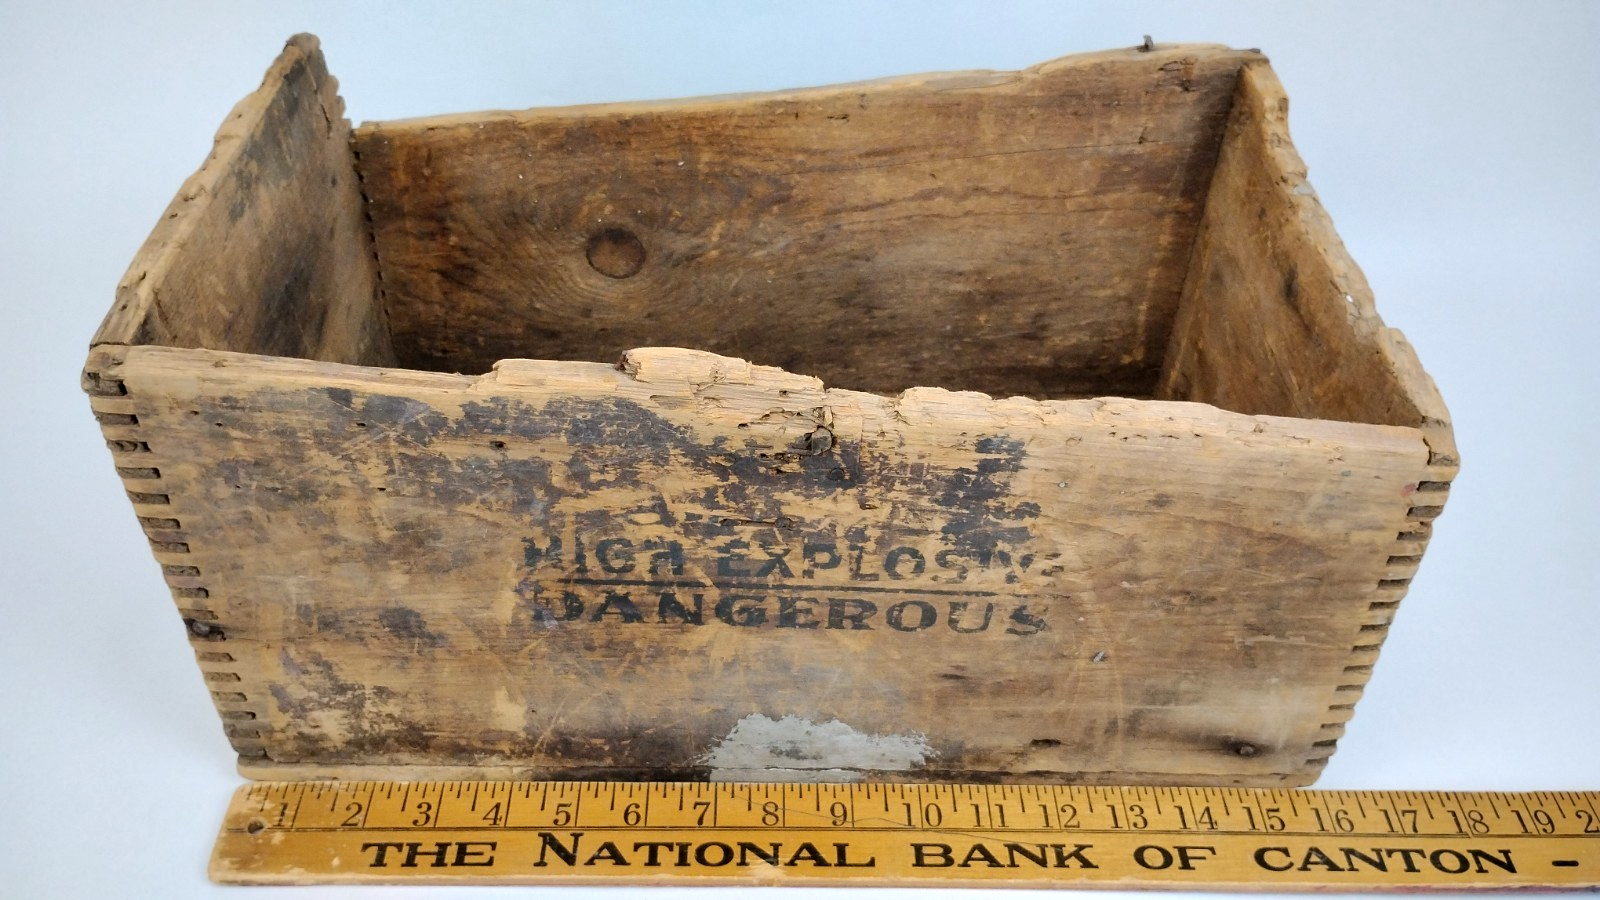 HIGH EXPLOSIVE
DANGEROUS
1 2 3 4 5 6 7 8 9 10 11 12 13 14 15 16 17 18 19
THE NATIONAL BANK OF CANTON -